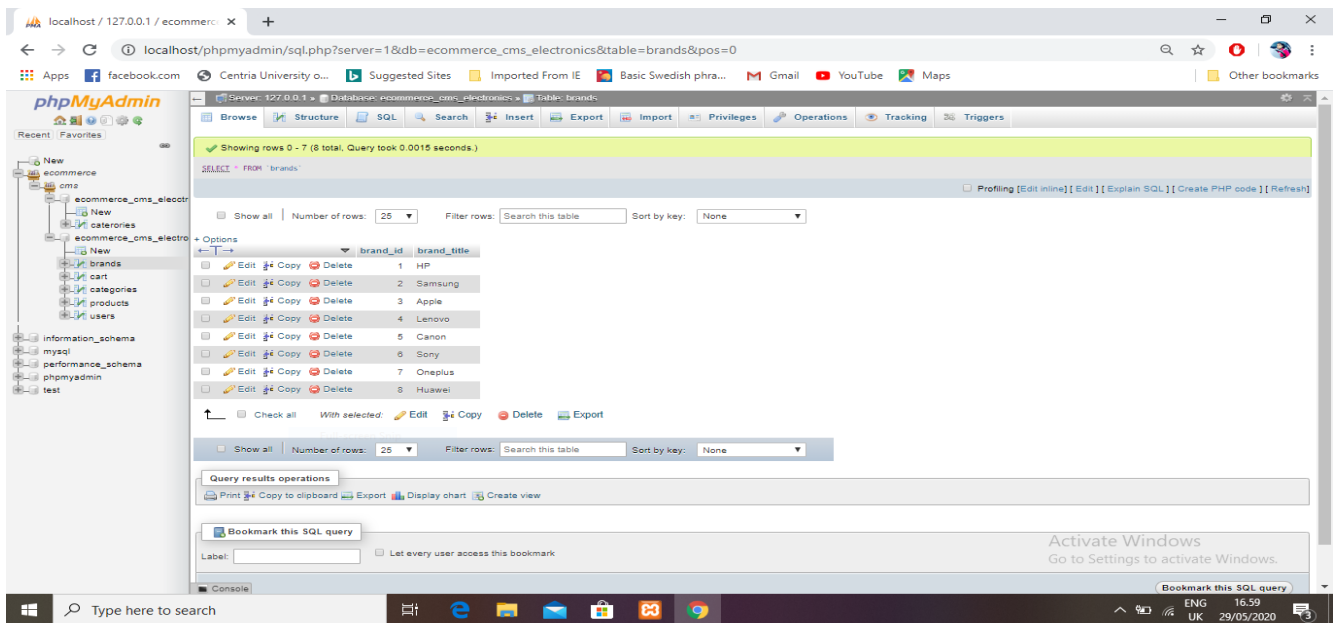 localhost / 127.0.0.1 / ecommerc
localhost/phpmyadmin/sql.php?server=1&db=ecommerce_cms_electronics&table=brands&pos=0
Apps facebook.com Centria University o... Suggested Sites Imported From IE Basic Swedish phra... Gmail YouTube Maps Other bookmarks
phpMyAdmin
Recent Favorites
New
ecommerce
cms
ecommerce_cms_elecctr
New
caterories
ecommerce_cms_electro
New
brands
cart
categories
products
users
information_schema
mysql
performance_schema
phpmyadmin
test
Server: 127.0.0.1 » Database: ecommerce_cms_electronics » Table: brands
Browse Structure SQL Search Insert Export Import Privileges Operations Tracking Triggers
Showing rows 0 - 7 (8 total, Query took 0.0015 seconds.)
SELECT * FROM `brands`
Profiling [Edit inline] [ Edit ] [ Explain SQL ] [ Create PHP code ] [ Refresh]
Show all Number of rows: 25 Filter rows: Search this table Sort by key: None
+ Options
←T→ brand_id brand_title
Edit Copy Delete 1 HP
Edit Copy Delete 2 Samsung
Edit Copy Delete 3 Apple
Edit Copy Delete 4 Lenovo
Edit Copy Delete 5 Canon
Edit Copy Delete 6 Sony
Edit Copy Delete 7 Oneplus
Edit Copy Delete 8 Huawei
Check all With selected: Edit Copy Delete Export
Show all Number of rows: 25 Filter rows: Search this table Sort by key: None
Query results operations
Print Copy to clipboard Export Display chart Create view
Bookmark this SQL query
Label: Let every user access this bookmark
Activate Windows
Go to Settings to activate Windows.
Console Bookmark this SQL query
Type here to search
ENG 16.59
UK 29/05/2020
3